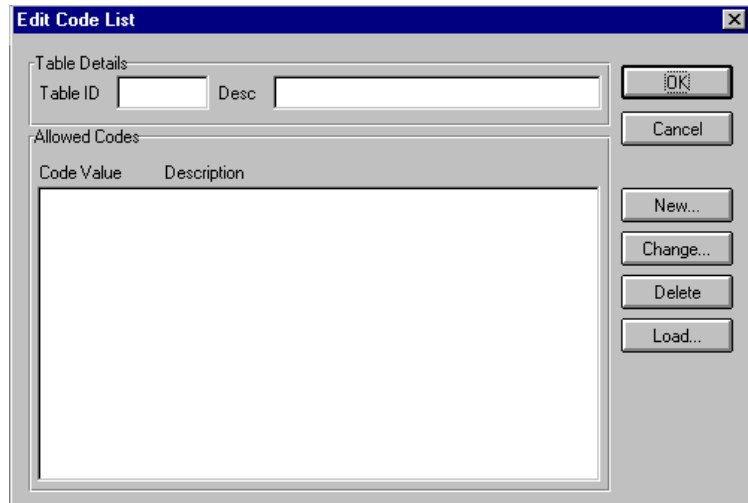 Edit Code List
Table Details
Table ID Desc
OK
Cancel
Allowed Codes
Code Value Description
New...
Change...
Delete
Load...